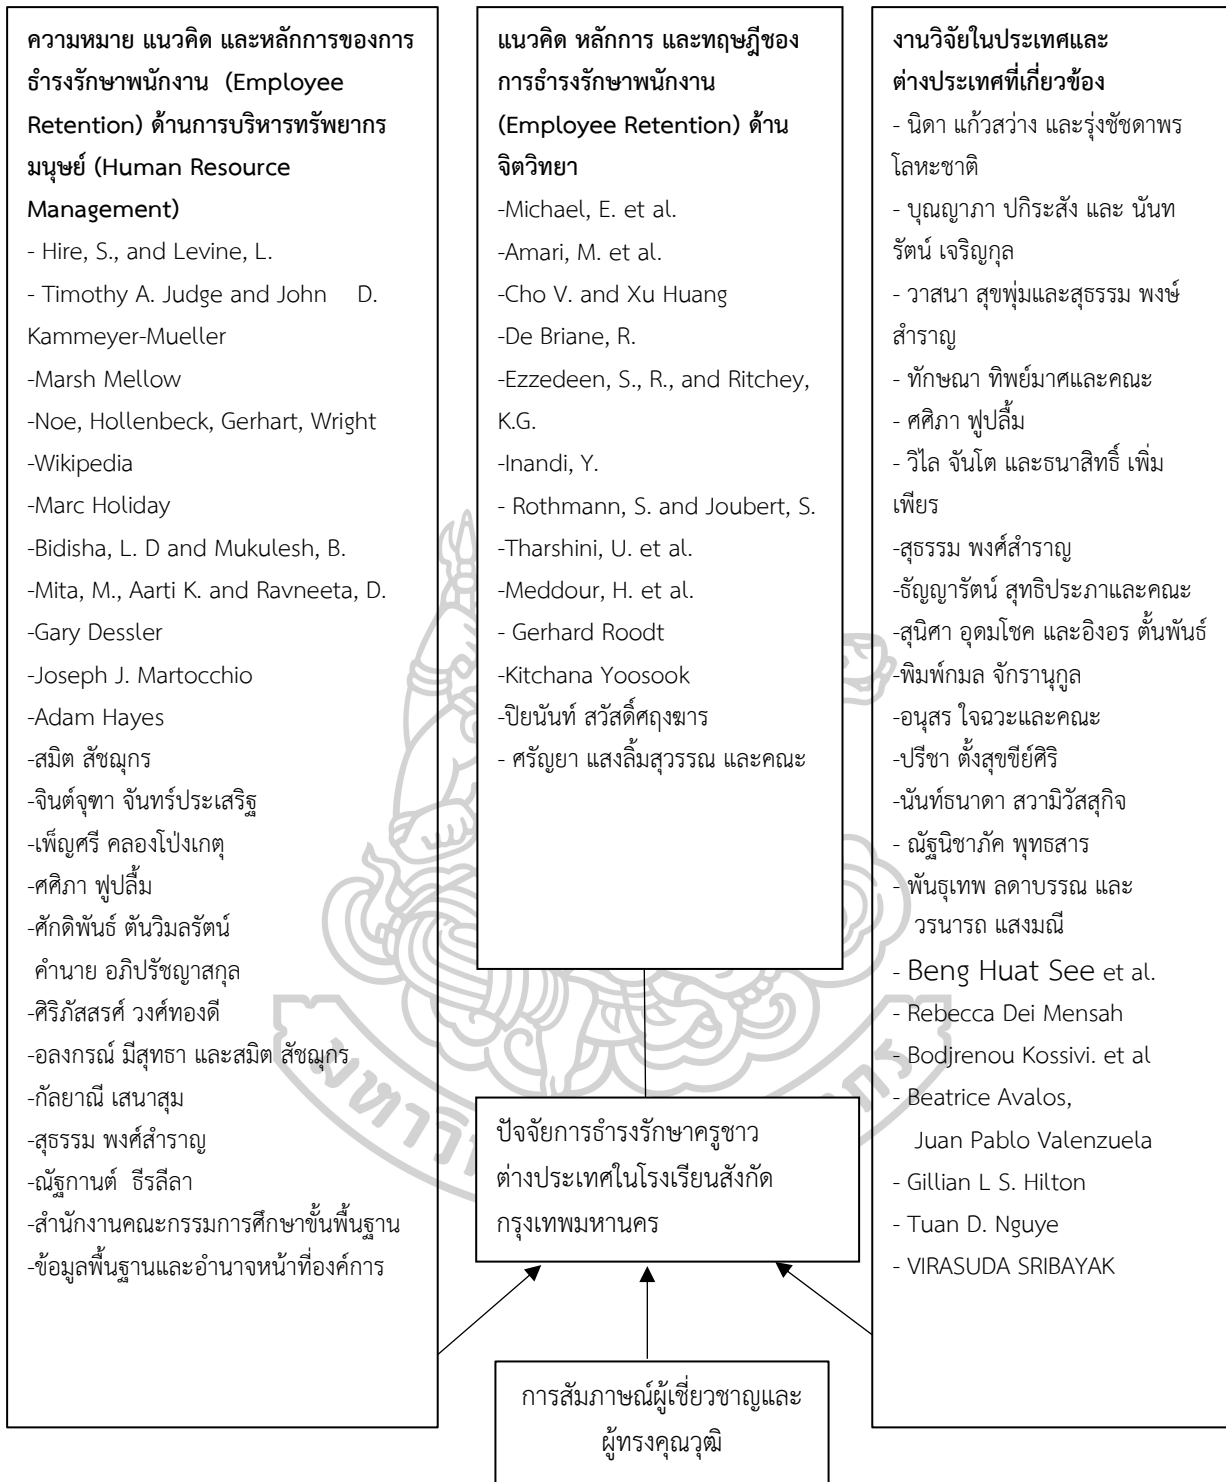 ความหมาย แนวคิด และหลักการของการ
ธำรงรักษาพนักงาน (Employee
Retention) ด้านการบริหารทรัพยากร
มนุษย์ (Human Resource
Management)
- Hire, S., and Levine, L.
- Timothy A. Judge and John D.
Kammeyer-Mueller
-Marsh Mellow
-Noe, Hollenbeck, Gerhart, Wright
-Wikipedia
-Marc Holiday
-Bidisha, L. D and Mukulesh, B.
-Mita, M., Aarti K. and Ravneeta, D.
-Gary Dessler
-Joseph J. Martocchio
-Adam Hayes
-สมิต สัชฌุกร
-จินต์จุฑา จันทร์ประเสริฐ
-เพ็ญศรี คลองโป่งเกตุ
-ศศิภา ฟูปลื้ม
-ศักดิพันธ์ ตันวิมลรัตน์
คำนาย อภิปรัชญาสกุล
-ศิริภัสสรศ์ วงศ์ทองดี
-อลงกรณ์ มีสุทธา และสมิต สัชฌุกร
-กัลยาณี เสนาสุม
-สุธรรม พงศ์สำราญ
-ณัฐกานต์ ธีรลีลา
-สำนักงานคณะกรรมการศึกษาขั้นพื้นฐาน
-ข้อมูลพื้นฐานและอำนาจหน้าที่องค์การ
แนวคิด หลักการ และทฤษฎีชอง
การธำรงรักษาพนักงาน
(Employee Retention) ด้าน
จิตวิทยา
-Michael, E. et al.
-Amari, M. et al.
-Cho V. and Xu Huang
-De Briane, R.
-Ezzedeen, S., R., and Ritchey,
K.G.
-Inandi, Y.
- Rothmann, S. and Joubert, S.
-Tharshini, U. et al.
-Meddour, H. et al.
- Gerhard Roodt
-Kitchana Yoosook
-ปิยนันท์ สวัสดิ์ศฤงฆาร
- ศรัญยา แสงลิ้มสุวรรณ และคณะ
งานวิจัยในประเทศและ
ต่างประเทศที่เกี่ยวข้อง
- นิดา แก้วสว่าง และรุ่งชัชดาพร
โลหะชาติ
- บุณญาภา ปกิระสัง และ นันท
รัตน์ เจริญกุล
- วาสนา สุขพุ่มและสุธรรม พงษ์
สำราญ
- ทักษณา ทิพย์มาศและคณะ
- ศศิภา ฟูปลื้ม
- วิไล จันโต และธนาสิทธิ์ เพิ่ม
เพียร
-สุธรรม พงศ์สำราญ
-ธัญญารัตน์ สุทธิประภาและคณะ
-สุนิศา อุดมโชค และอิงอร ตั้นพันธ์
-พิมพ์กมล จักรานุกูล
-อนุสร ใจฉวะและคณะ
-ปรีชา ตั้งสุขขีย์ศิริ
-นันท์ธนาดา สวามิวัสสุกิจ
- ณัฐนิชาภัค พุทธสาร
- พันธุเทพ ลดาบรรณ และ
วรนารถ แสงมณี
- Beng Huat See et al.
- Rebecca Dei Mensah
- Bodjrenou Kossivi. et al
- Beatrice Avalos,
Juan Pablo Valenzuela
- Gillian L S. Hilton
- Tuan D. Nguye
- VIRASUDA SRIBAYAK
ปัจจัยการธำรงรักษาครูชาว
ต่างประเทศในโรงเรียนสังกัด
กรุงเทพมหานคร
การสัมภาษณ์ผู้เชี่ยวชาญและ
ผู้ทรงคุณวุฒิ